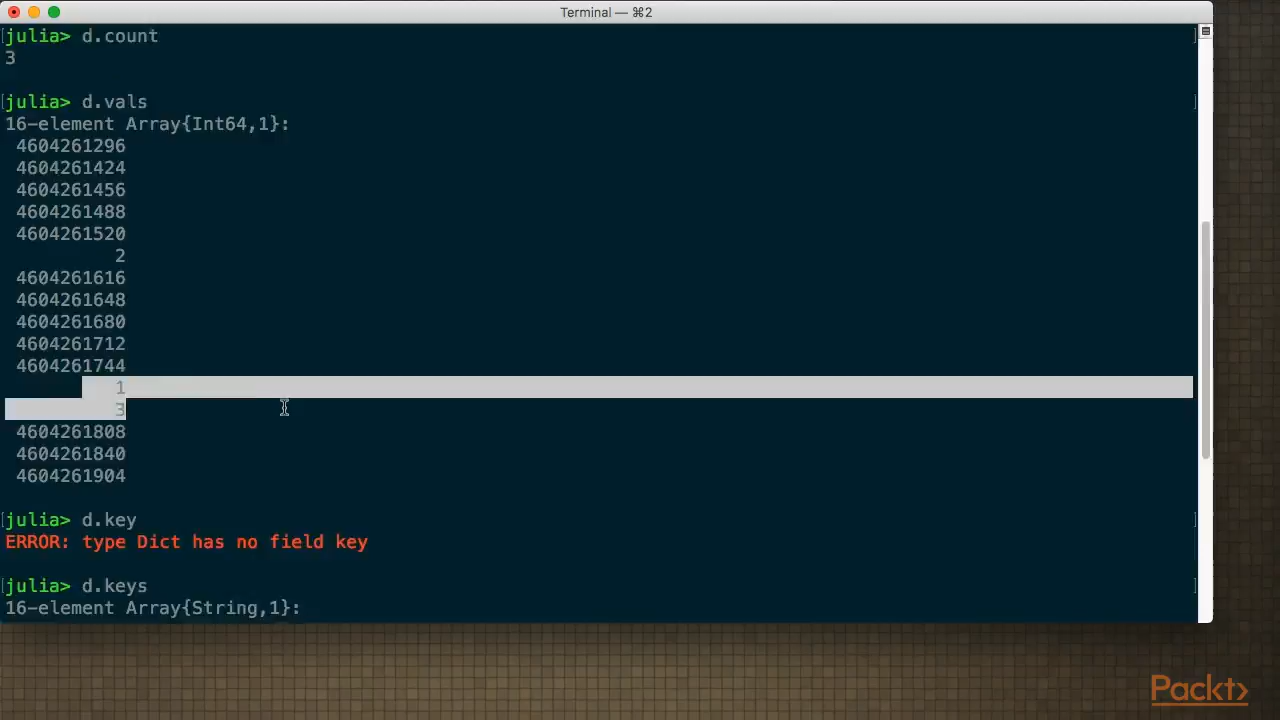 Terminal — ⌘2
julia> d.count
3
julia> d.vals
16-element Array{Int64,1}:
4604261296
4604261424
4604261456
4604261488
4604261520
2
4604261616
4604261648
4604261680
4604261712
4604261744
1
3
4604261808
4604261840
4604261904
julia> d.key
ERROR: type Dict has no field key
julia> d.keys
16-element Array{String,1}:
Packt>